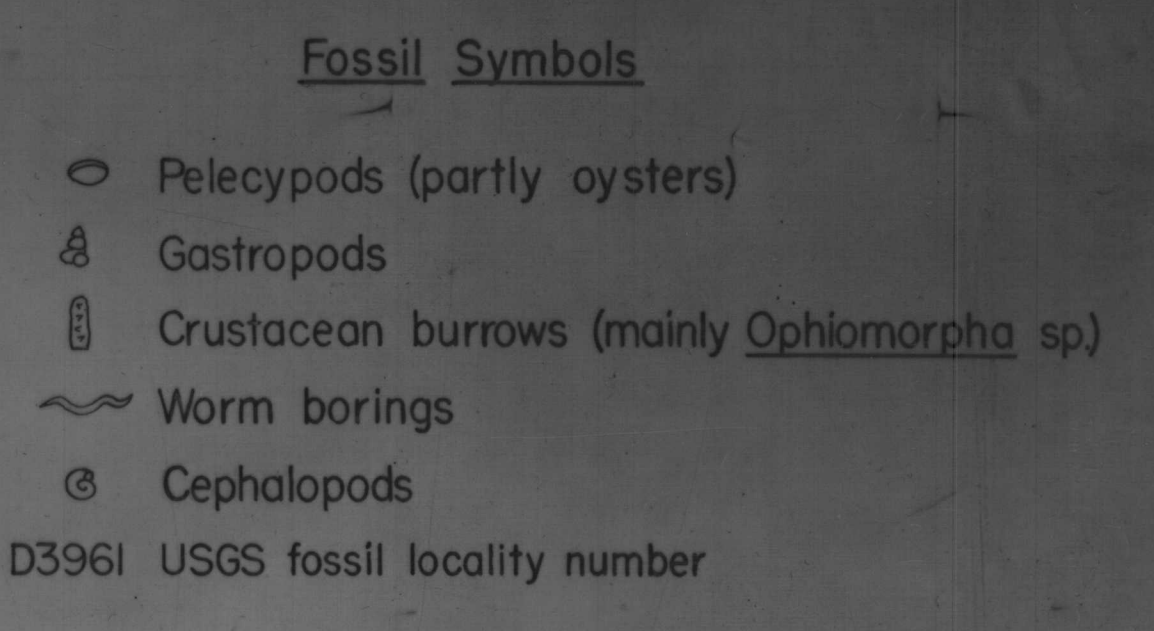 Fossil Symbols
Pelecypods (partly oysters)
Gastropods
Crustacean burrows (mainly Ophiomorpha sp.)
Worm borings
Cephalopods
D3961 USGS fossil locality number